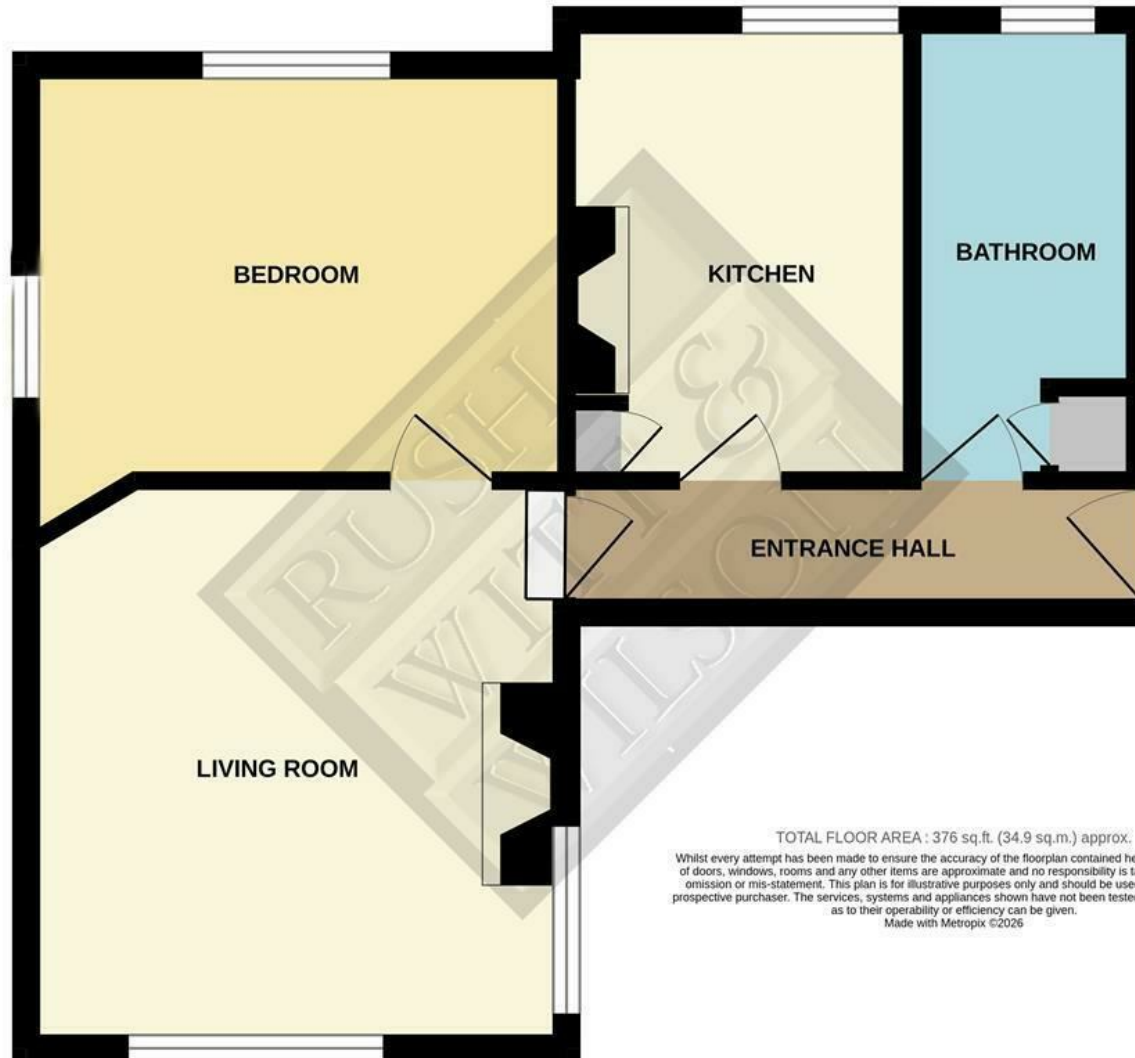 BEDROOM
KITCHEN
BATHROOM
ENTRANCE HALL
LIVING ROOM
RUSH
WITT &
WILSON
TOTAL FLOOR AREA : 376 sq.ft. (34.9 sq.m.) approx.
Whilst every attempt has been made to ensure the accuracy of the floorplan contained
of doors, windows, rooms and any other items are approximate and no responsibility is
omission or mis-statement. This plan is for illustrative purposes only and should be
prospective purchaser. The services, systems and appliances shown have not been
as to their operability or efficiency can be given.
Made with Metropix ©2026